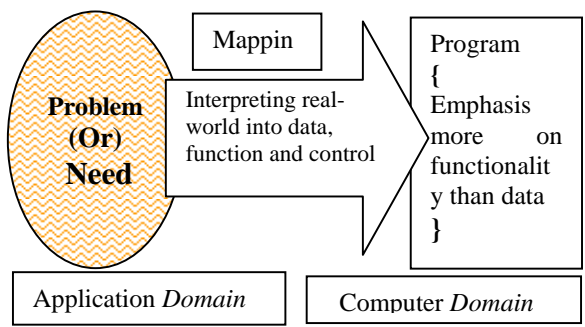 Mappin
Problem
(Or)
Need
Interpreting real-
world into data,
function and control
Program
{
Emphasis
more on
functionalit
y than data
}
Application Domain
Computer Domain